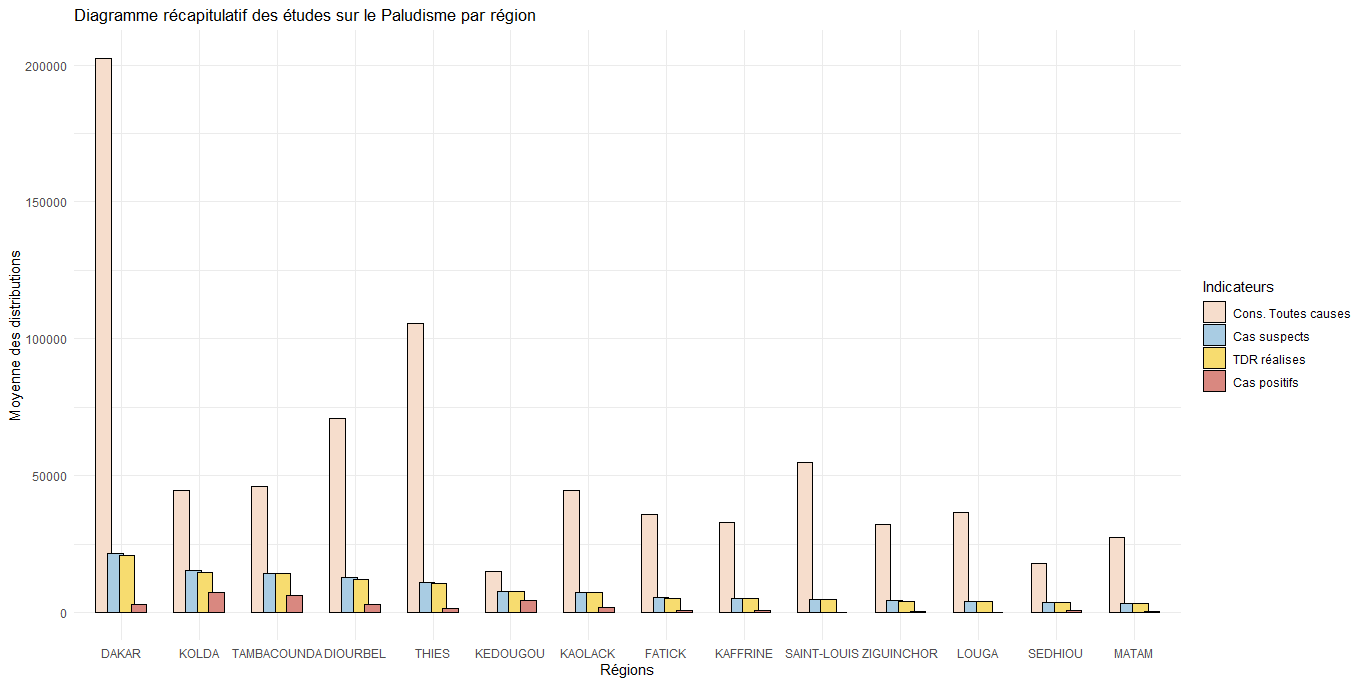 Diagramme récapitulatif des études sur le Paludisme par région
Moyenne des distributions
200000
150000
100000
50000
0
DAKAR KOLDA TAMBACOUNDA DIOURBEL THIES KEDOUGOU KAOLACK FATICK KAFFRINE SAINT-LOUIS ZIGUINCHOR LOUGA SEDHIOU MATAM
Régions
Indicateurs
Cons. Toutes causes
Cas suspects
TDR réalises
Cas positifs